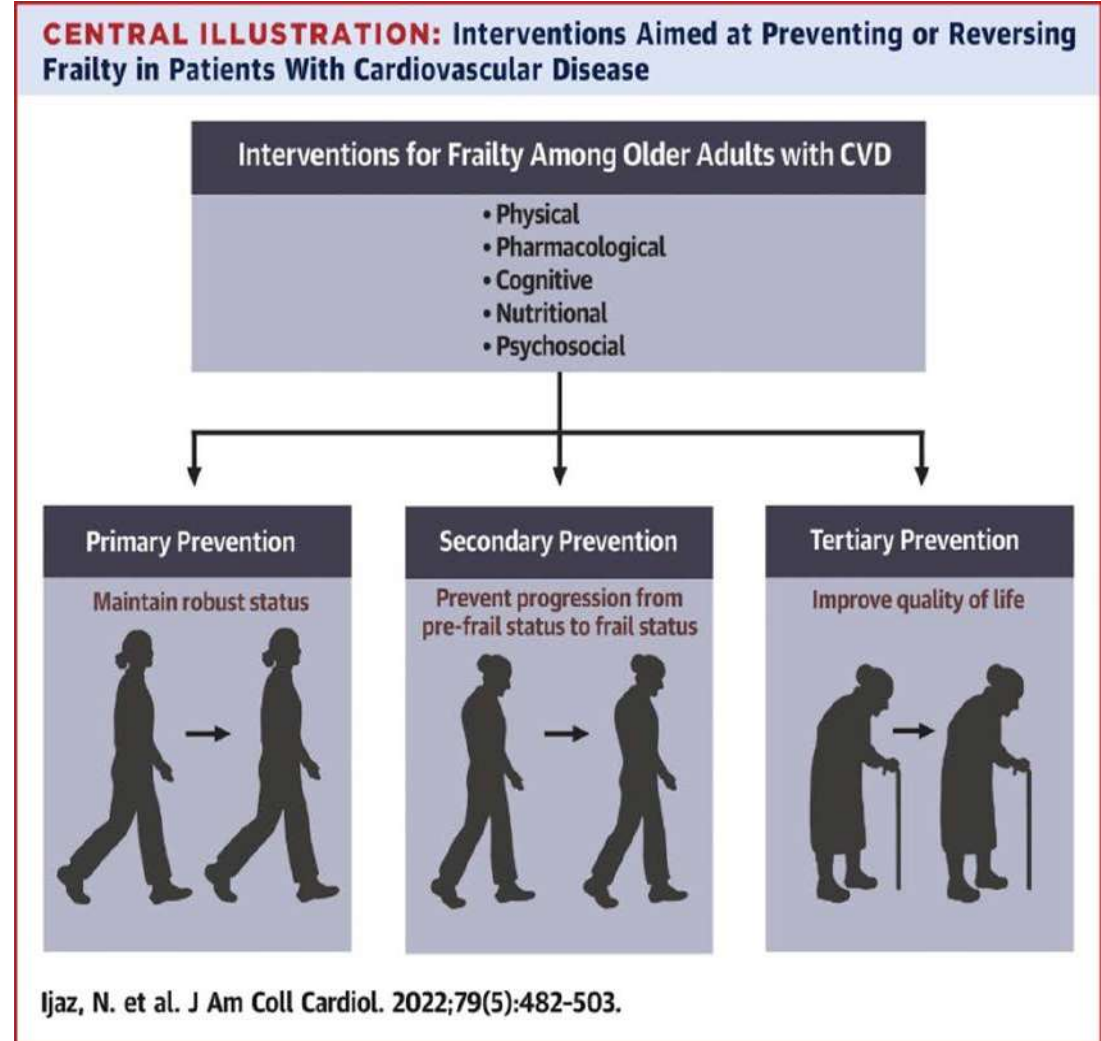 CENTRAL ILLUSTRATION: Interventions Aimed at Preventing or Reversing
Frailty in Patients With Cardiovascular Disease
Interventions for Frailty Among Older Adults with CVD
• Physical
• Pharmacological
• Cognitive
• Nutritional
• Psychosocial
Primary Prevention
Maintain robust status
Secondary Prevention
Prevent progression from
pre-frail status to frail status
Tertiary Prevention
Improve quality of life
Ijaz, N. et al. J Am Coll Cardiol. 2022;79(5):482–503.